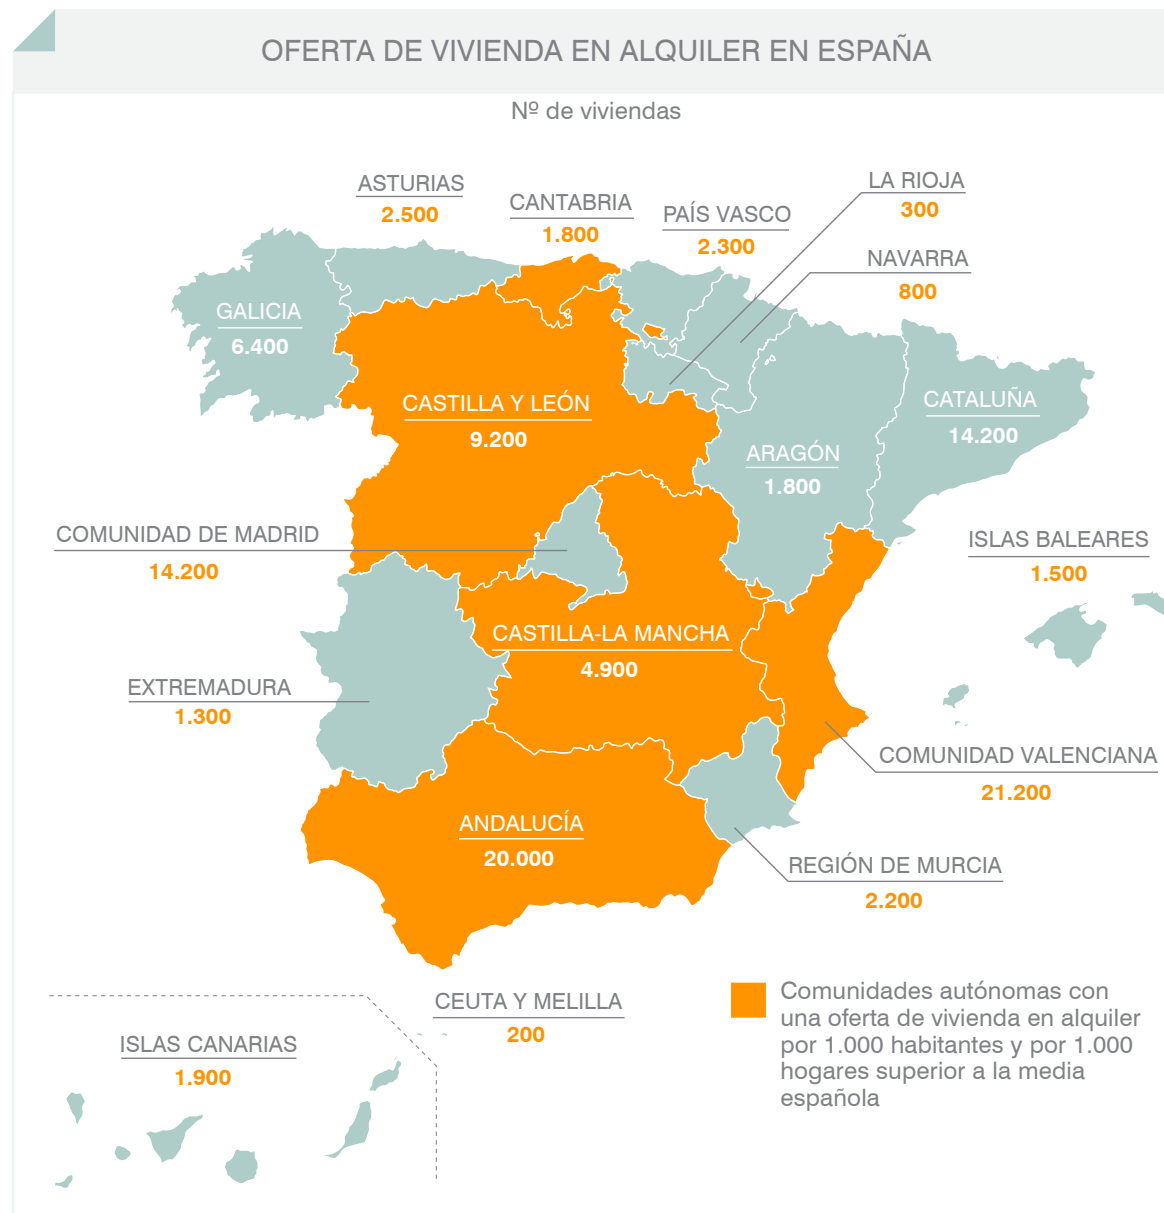 OFERTA DE VIVIENDA EN ALQUILER EN ESPAÑA
Nº de viviendas
ASTURIAS
2.500
CANTABRIA
1.800
PAÍS VASCO
2.300
LA RIOJA
300
NAVARRA
800
GALICIA
6.400
CASTILLA Y LEÓN
9.200
CATALUÑA
14.200
ARAGÓN
1.800
COMUNIDAD DE MADRID
14.200
ISLAS BALEARES
1.500
CASTILLA-LA MANCHA
4.900
EXTREMADURA
1.300
COMUNIDAD VALENCIANA
21.200
ANDALUCÍA
20.000
REGIÓN DE MURCIA
2.200
CEUTA Y MELILLA
200
ISLAS CANARIAS
1.900
Comunidades autónomas con
una oferta de vivienda en alquiler
por 1.000 habitantes y por 1.000
hogares superior a la media
española